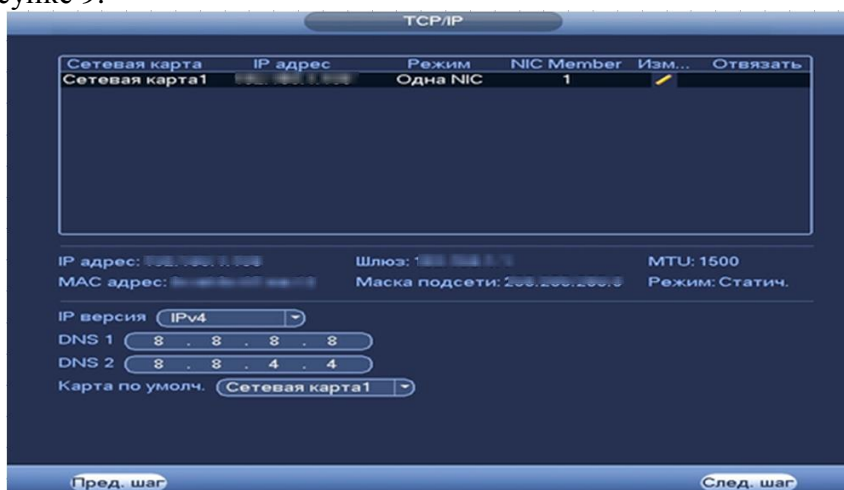 TCP/IP
Сетевая карта IP адрес Режим NIC Member Изм... Отвязать
Сетевая карта1 Одна NIC 1
IP адрес: Шлюз: MTU: 1500
MAC адрес: Маска подсети: Режим: Статич.
IP версия IPv4
DNS 1 8 . 8 . 8 . 8
DNS 2 8 . 8 . 4 . 4
Карта по умолч. Сетевая карта1
Пред. шаг След. шаг